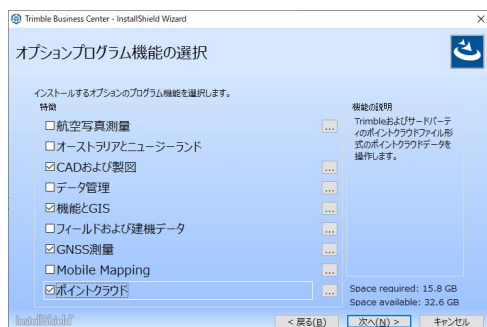 Trimble Business Center - InstallShield Wizard
オプションプログラム機能の選択
インストールするオプションのプログラム機能を選択します。
特徴
機能の説明
航空写真測量
...
Trimbleおよびサードパーテ
ィのポイントクラウドファイル形
式のポイントクラウドデータを
操作します。
オーストラリアとニュージーランド
CADおよび製図
...
データ管理
...
機能とGIS
...
フィールドおよび建機データ
...
GNSS測量
...
Mobile Mapping
...
ポイントクラウド
...
Space required: 15.8 GB
Space available: 32.6 GB
InstallShield
< 戻る(B)
次へ(N) >
キャンセル